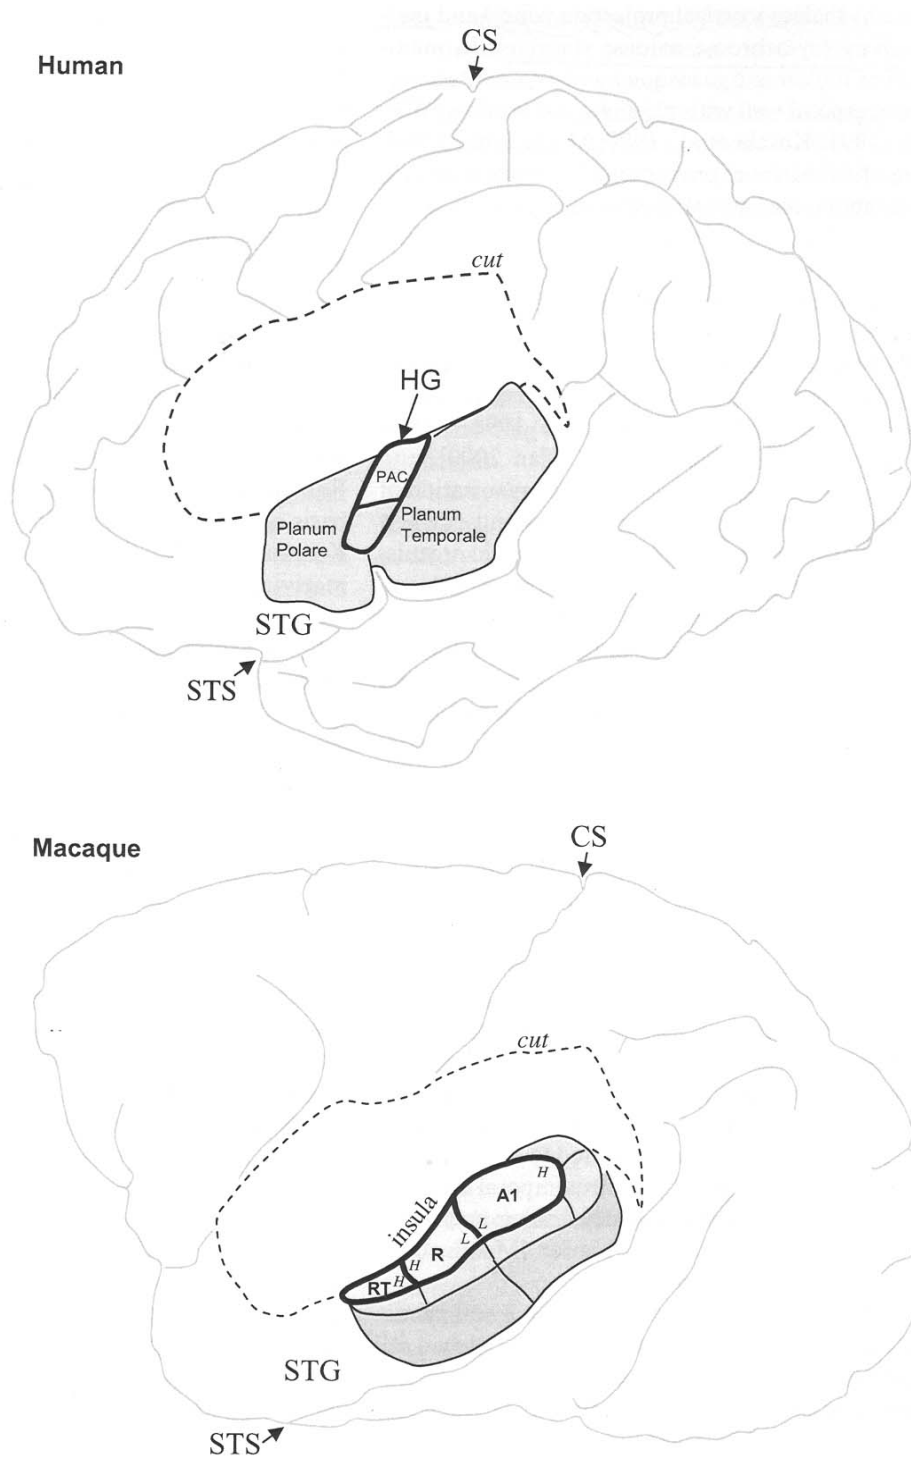 CS
Human
cut
HG
PAC
Planum
Polare
Planum
Temporale
STG
STS
CS
Macaque
cut
H
A1
insula
L
L
R
H
H
RT
STG
STS